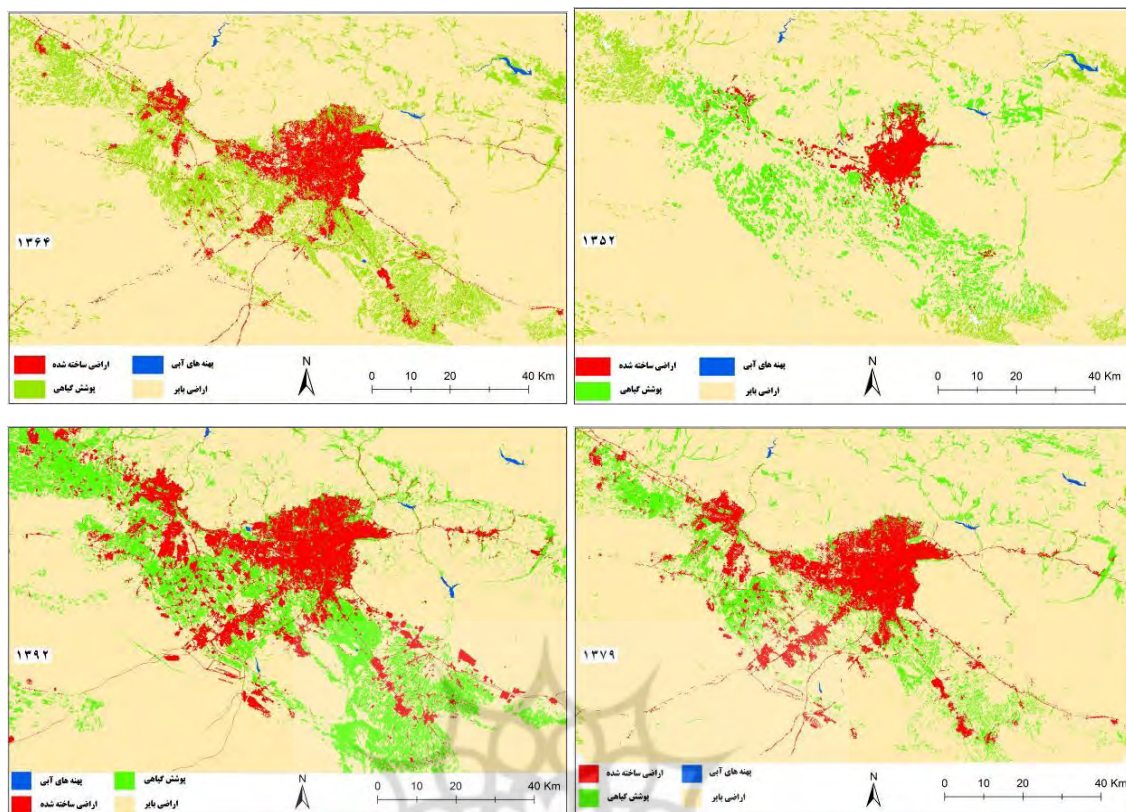 ۱۳۵۲
اراضی ساخته شده
پهنه های آبی
پوشش گیاهی
اراضی بایر
N
0 10 20 40 Km
۱۳۶۴
اراضی ساخته شده
پهنه های آبی
پوشش گیاهی
اراضی بایر
N
0 10 20 40 Km
۱۳۷۹
اراضی ساخته شده
پهنه های آبی
پوشش گیاهی
اراضی بایر
N
0 10 20 40 Km
۱۳۹۲
پهنه های آبی
پوشش گیاهی
اراضی ساخته شده
اراضی بایر
N
0 10 20 40 Km